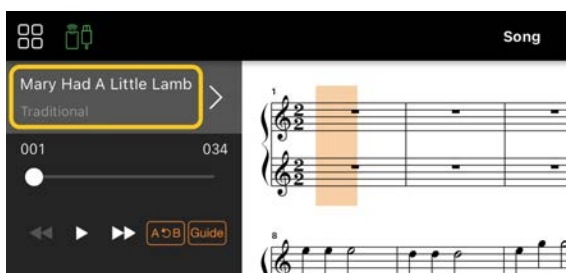 Song
Mary Had A Little Lamb
Traditional
001 034
A B Guide
1
8